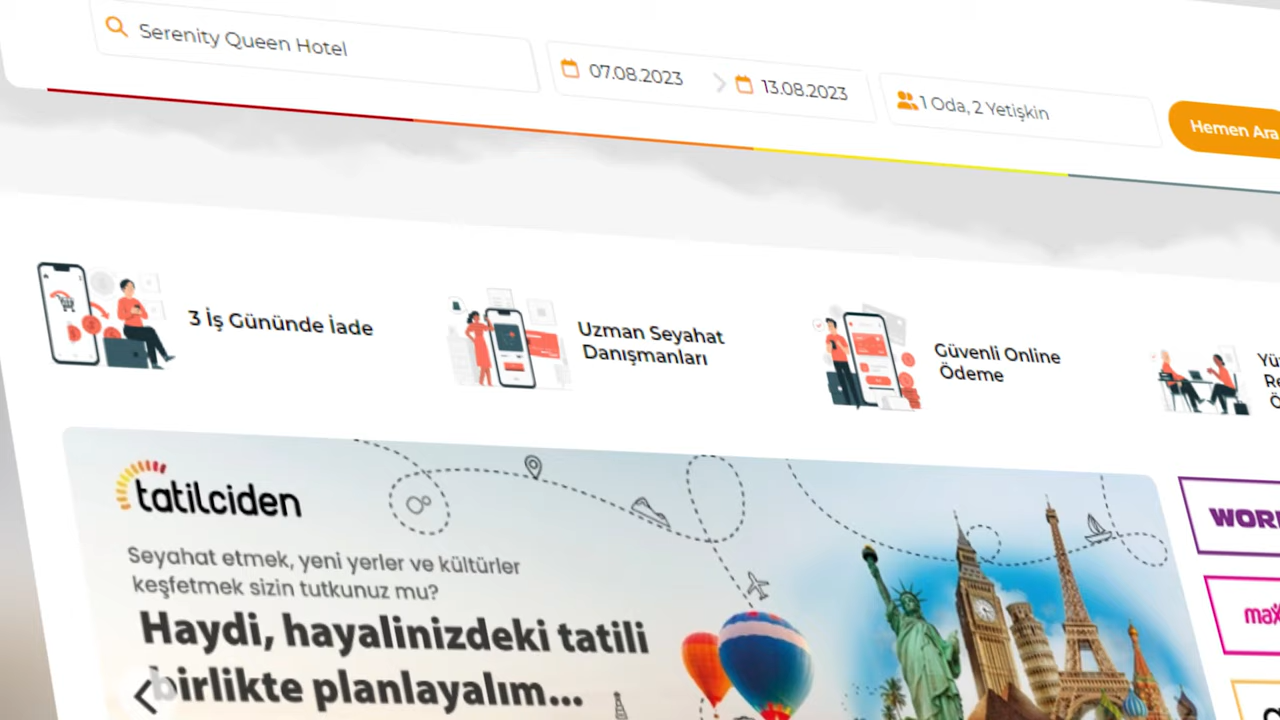 Serenity Queen Hotel
07.08.2023
13.08.2023
1 Oda, 2 Yetişkin
Hemen Ara
3 İş Gününde İade
Uzman Seyahat
Danışmanları
Güvenli Online
Ödeme
tatilciden
Seyahat etmek, yeni yerler ve kültürler
keşfetmek sizin tutkunuz mu?
Haydi, hayalinizdeki tatili
birlikte planlayalım...